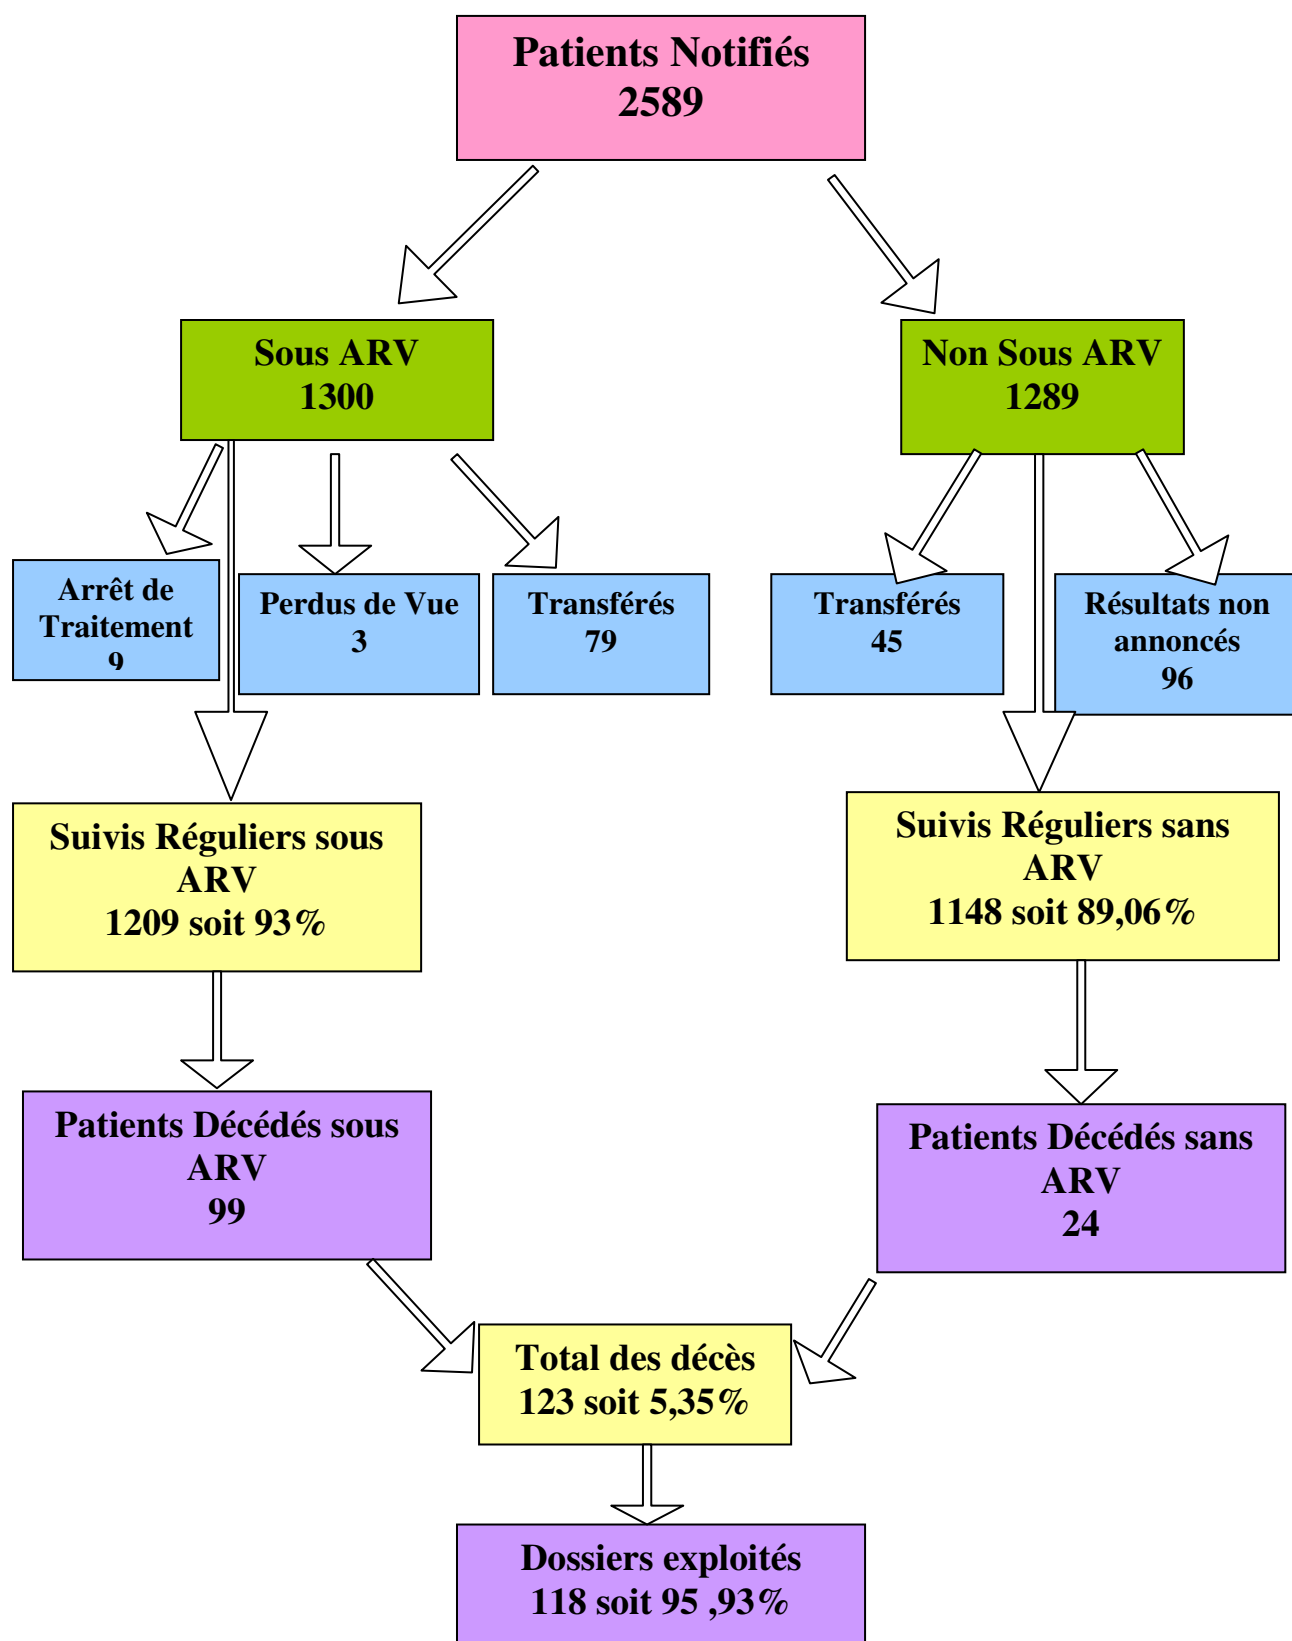 Patients Notifiés
2589
Sous ARV
1300
Non Sous ARV
1289
Arrêt de
Traitement
9
Perdus de Vue
3
Transférés
79
Transférés
45
Résultats non
annoncés
96
Suivis Réguliers sous
ARV
1209 soit 93%
Suivis Réguliers sans
ARV
1148 soit 89,06%
Patients Décédés sous
ARV
99
Patients Décédés sans
ARV
24
Total des décès
123 soit 5,35%
Dossiers exploités
118 soit 95 ,93%